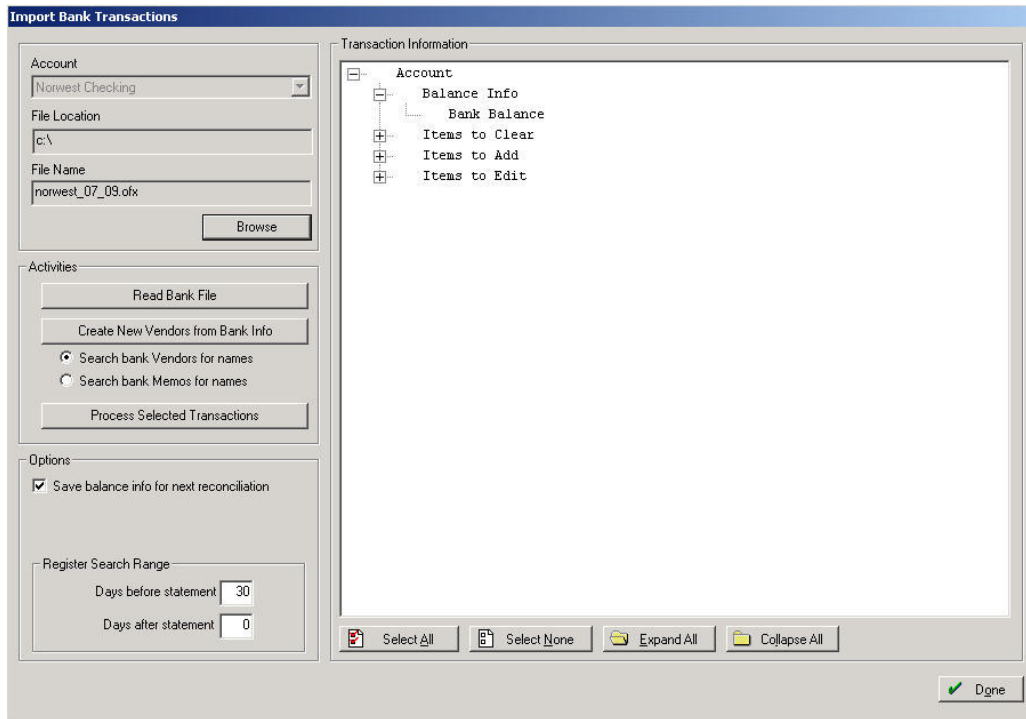 Import Bank Transactions
Account
Norwest Checking
File Location
c:\
File Name
norwest_07_09.ofx
Browse
Activities
Read Bank File
Create New Vendors from Bank Info
Search bank Vendors for names
Search bank Memos for names
Process Selected Transactions
Options
Save balance info for next reconciliation
Register Search Range
Days before statement 30
Days after statement 0
Transaction Information
Account
Balance Info
Bank Balance
Items to Clear
Items to Add
Items to Edit
Select All Select None Expand All Collapse All
Done